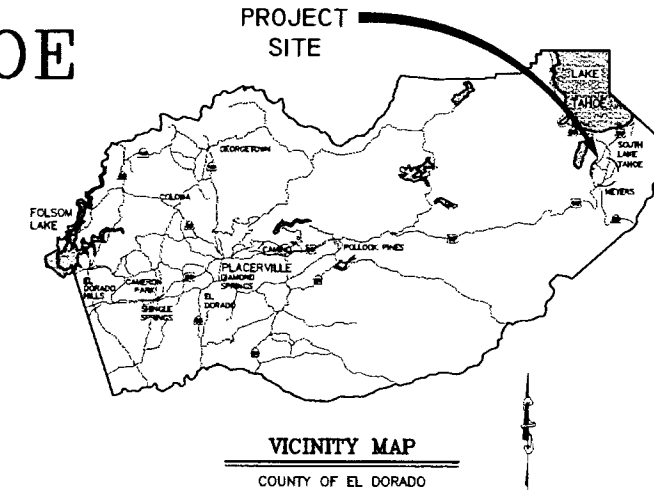 OE
PROJECT
SITE
LAKE
TAHOE
SOUTH
LAKE
TAHOE
MEYERS
GEORGETOWN
COLOMA
FOLSOM
LAKE
CAMINO
POLLOCK PINES
PLACERVILLE
DIAMOND
SPRINGS
EL
DORADO
HILLS
CAMERON
PARK
SHINGLE
SPRINGS
EL
DORADO
VICINITY MAP
COUNTY OF EL DORADO